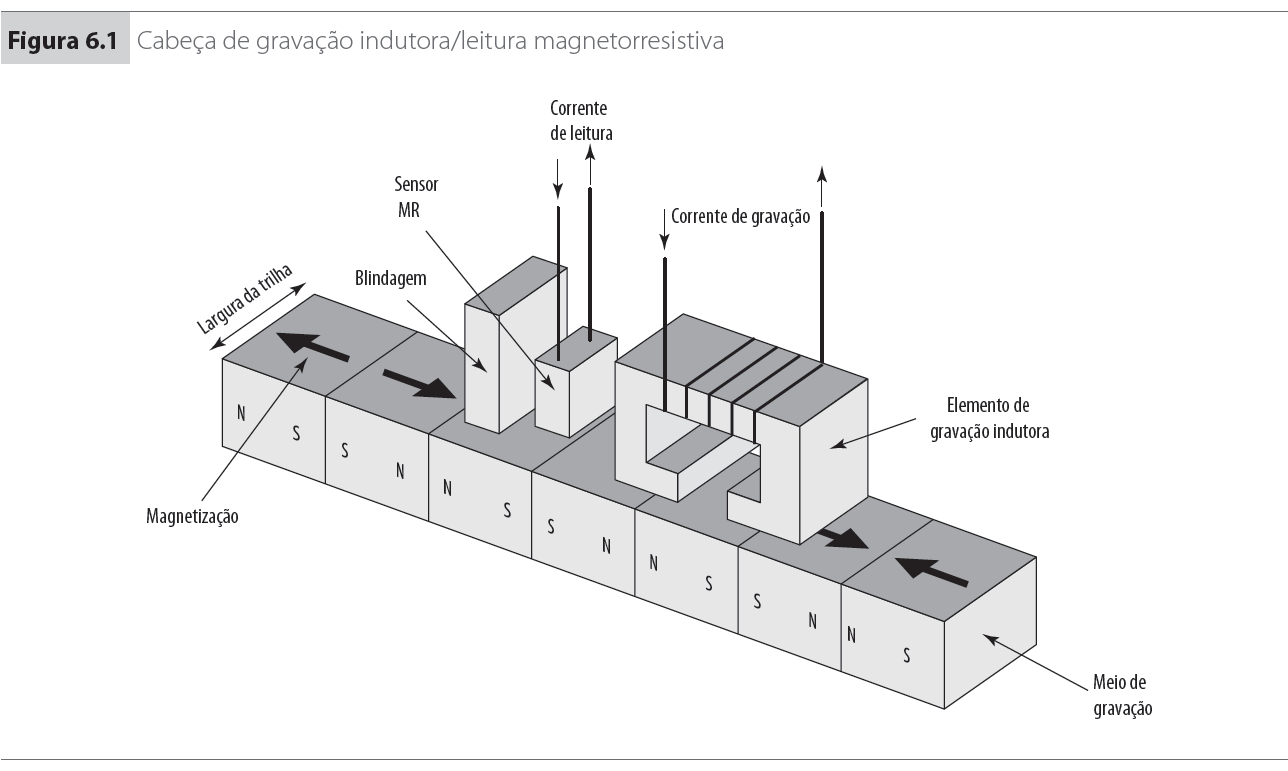 Figura 6.1 Cabeça de gravação indutora/leitura magnetorresistiva
Corrente
de leitura
Sensor
MR
Corrente de gravação
Blindagem
Largura da trilha
Elemento de
gravação indutora
Magnetização
N S S N N S S N N S S N N S
Meio de
gravação